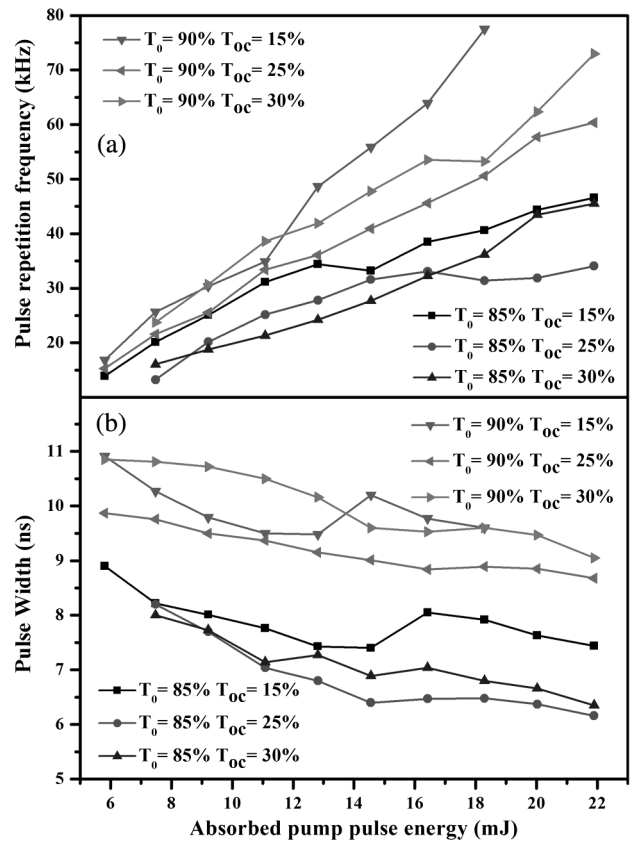 80
70
60
50
40
30
20
Pulse repetition frequency (kHz)
T0= 90% TOC= 15%
T0= 90% TOC= 25%
T0= 90% TOC= 30%
(a)
T0= 85% TOC= 15%
T0= 85% TOC= 25%
T0= 85% TOC= 30%
11
10
9
8
7
6
5
Pulse Width (ns)
(b)
T0= 90% TOC= 15%
T0= 90% TOC= 25%
T0= 90% TOC= 30%
T0= 85% TOC= 15%
T0= 85% TOC= 25%
T0= 85% TOC= 30%
6 8 10 12 14 16 18 20 22
Absorbed pump pulse energy (mJ)